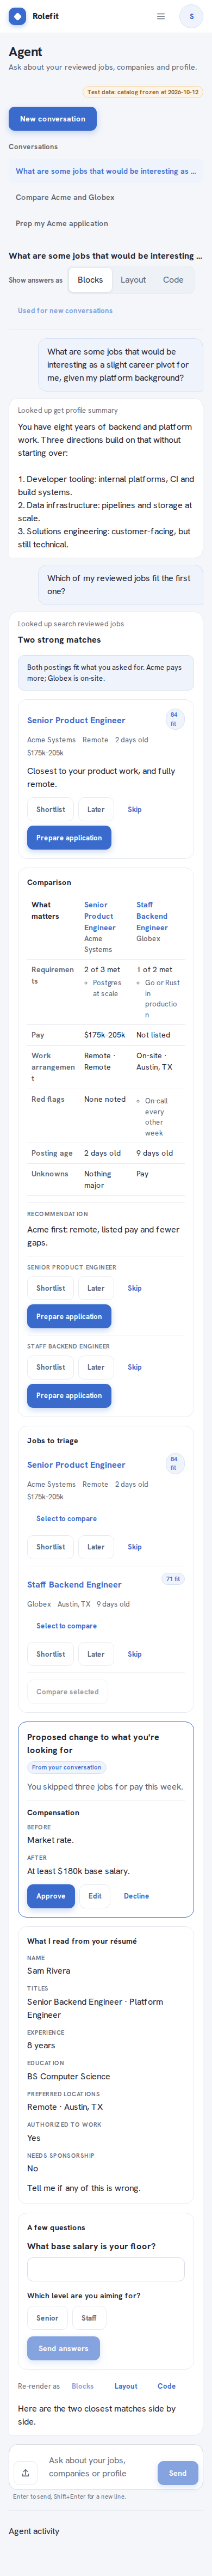 Rolefit
S
Agent
Ask about your reviewed jobs, companies and profile.
Test data: catalog frozen at 2026-10-12
New conversation
Conversations
What are some jobs that would be interesting as ...
Compare Acme and Globex
Prep my Acme application
What are some jobs that would be interesting ...
Show answers as
Blocks
Layout
Code
Used for new conversations
What are some jobs that would be
interesting as a slight career pivot for
me, given my platform background?
Looked up get profile summary
You have eight years of backend and platform
work. Three directions build on that without
starting over:
1. Developer tooling: internal platforms, CI and
build systems.
2. Data infrastructure: pipelines and storage at
scale.
3. Solutions engineering: customer-facing, but
still technical.
Which of my reviewed jobs fit the first
one?
Looked up search reviewed jobs
Two strong matches
Both postings fit what you asked for. Acme pays
more; Globex is on-site.
Senior Product Engineer
84
fit
Acme Systems Remote 2 days old
$175k–205k
Closest to your product work, and fully
remote.
Shortlist
Later
Skip
Prepare application
Comparison
What
matters
Senior
Product
Engineer
Acme
Systems
Staff
Backend
Engineer
Globex
Requiremen
ts
2 of 3 met
Postgres
at scale
1 of 2 met
Go or Rust
in
productio
n
Pay
$175k–205k
Not listed
Work
arrangemen
t
Remote ·
Remote
On-site ·
Austin, TX
Red flags
None noted
On-call
every
other
week
Posting age
2 days old
9 days old
Unknowns
Nothing
major
Pay
RECOMMENDATION
Acme first: remote, listed pay and fewer
gaps.
SENIOR PRODUCT ENGINEER
Shortlist
Later
Skip
Prepare application
STAFF BACKEND ENGINEER
Shortlist
Later
Skip
Prepare application
Jobs to triage
Senior Product Engineer
84
fit
Acme Systems Remote 2 days old
$175k–205k
Select to compare
Shortlist
Later
Skip
Staff Backend Engineer
71 fit
Globex Austin, TX 9 days old
Select to compare
Shortlist
Later
Skip
Compare selected
Proposed change to what you're
looking for
From your conversation
You skipped three jobs for pay this week.
Compensation
BEFORE
Market rate.
AFTER
At least $180k base salary.
Approve
Edit
Decline
What I read from your résumé
NAME
Sam Rivera
TITLES
Senior Backend Engineer · Platform
Engineer
EXPERIENCE
8 years
EDUCATION
BS Computer Science
PREFERRED LOCATIONS
Remote · Austin, TX
AUTHORIZED TO WORK
Yes
NEEDS SPONSORSHIP
No
Tell me if any of this is wrong.
A few questions
What base salary is your floor?
Which level are you aiming for?
Senior
Staff
Send answers
Re-render as
Blocks
Layout
Code
Here are the two closest matches side by
side.
Ask about your jobs,
companies or profile
Send
Enter to send, Shift+Enter for a new line.
Agent activity